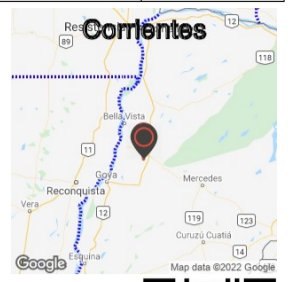 Corrientes
12
89
118
Bella Vista
11
Goya
Reconquista
Mercedes
Vera
12
119
123
Curuzú Cuatiá
14
Esquina
Google
Map data ©2022 Google